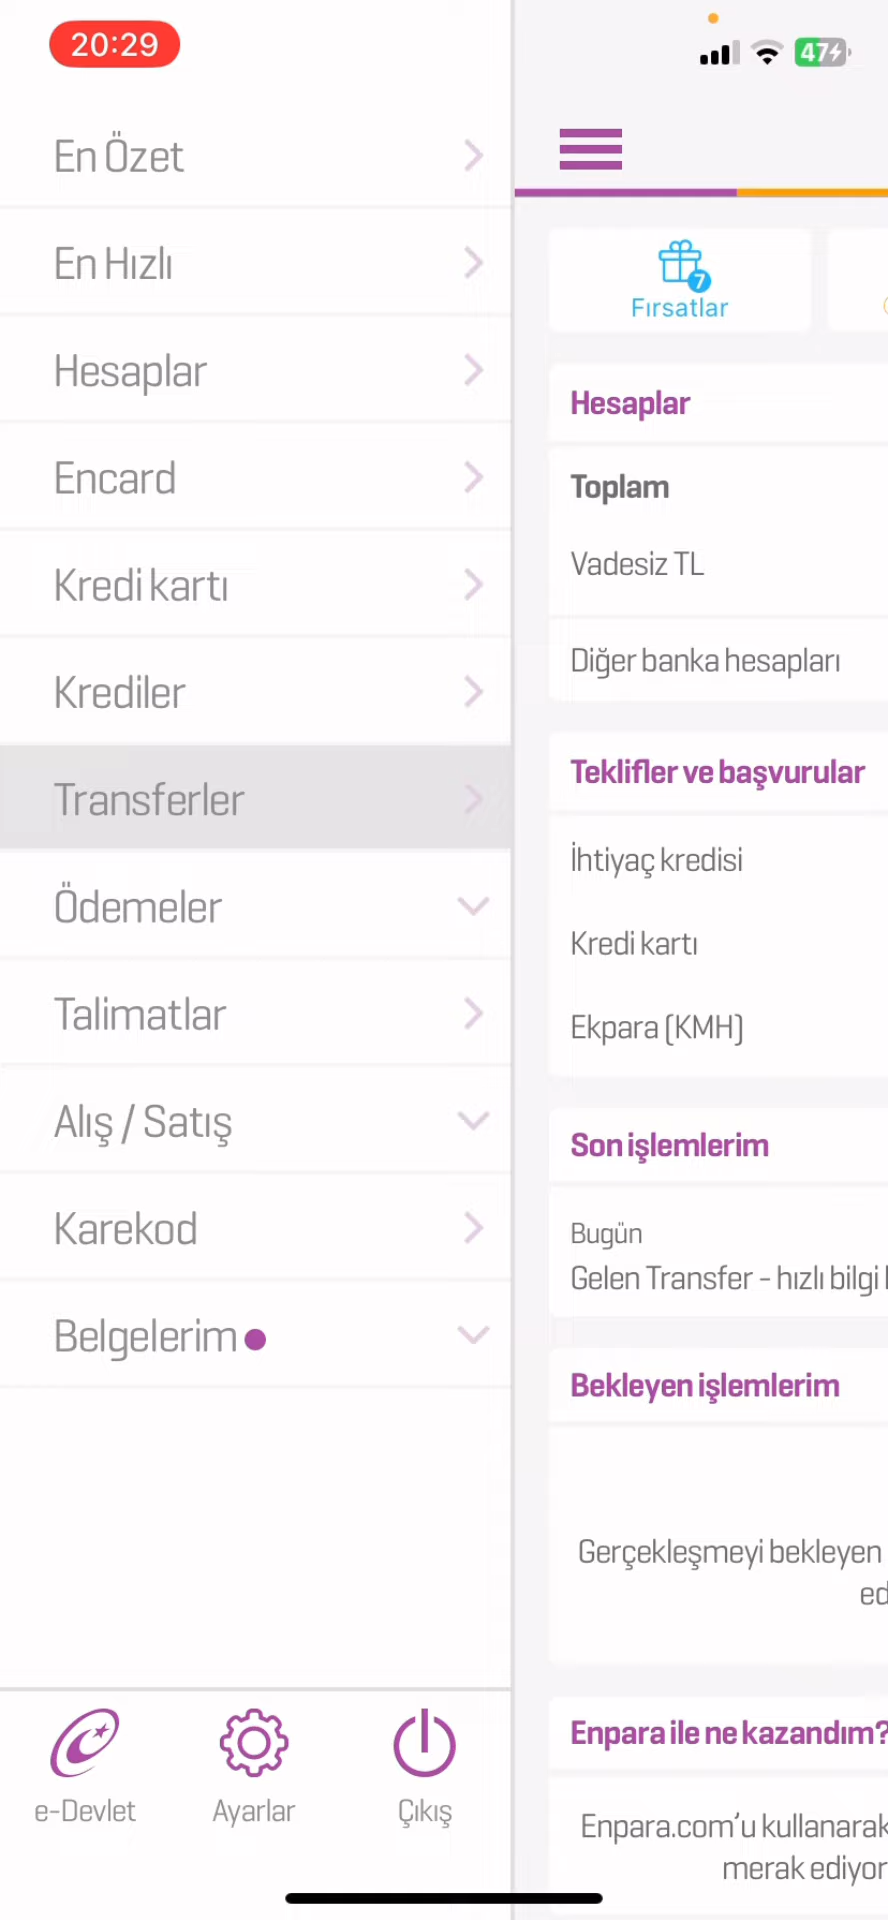 20:29
47
En Özet
En Hızlı
Hesaplar
Encard
Kredi kartı
Krediler
Transferler
Ödemeler
Talimatlar
Alış / Satış
Karekod
Belgelerim
e-Devlet
Ayarlar
Çıkış
7
Fırsatlar
Hesaplar
Toplam
Vadesiz TL
Diğer banka hesapları
Teklifler ve başvurular
İhtiyaç kredisi
Kredi kartı
Ekpara (KMH)
Son işlemlerim
Bugün
Gelen Transfer - hızlı bilgi
Bekleyen işlemlerim
Gerçekleşmeyi bekleyen
ed
Enpara ile ne kazandım?
Enpara.com'u kullanarak
merak ediyor